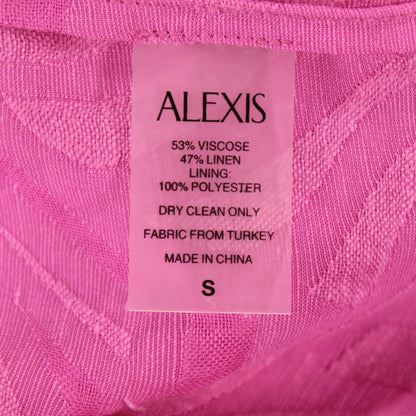 ALEXIS
53% VISCOSE
47% LINEN
LINING:
100% POLYESTER
DRY CLEAN ONLY
FABRIC FROM TURKEY
MADE IN CHINA
S